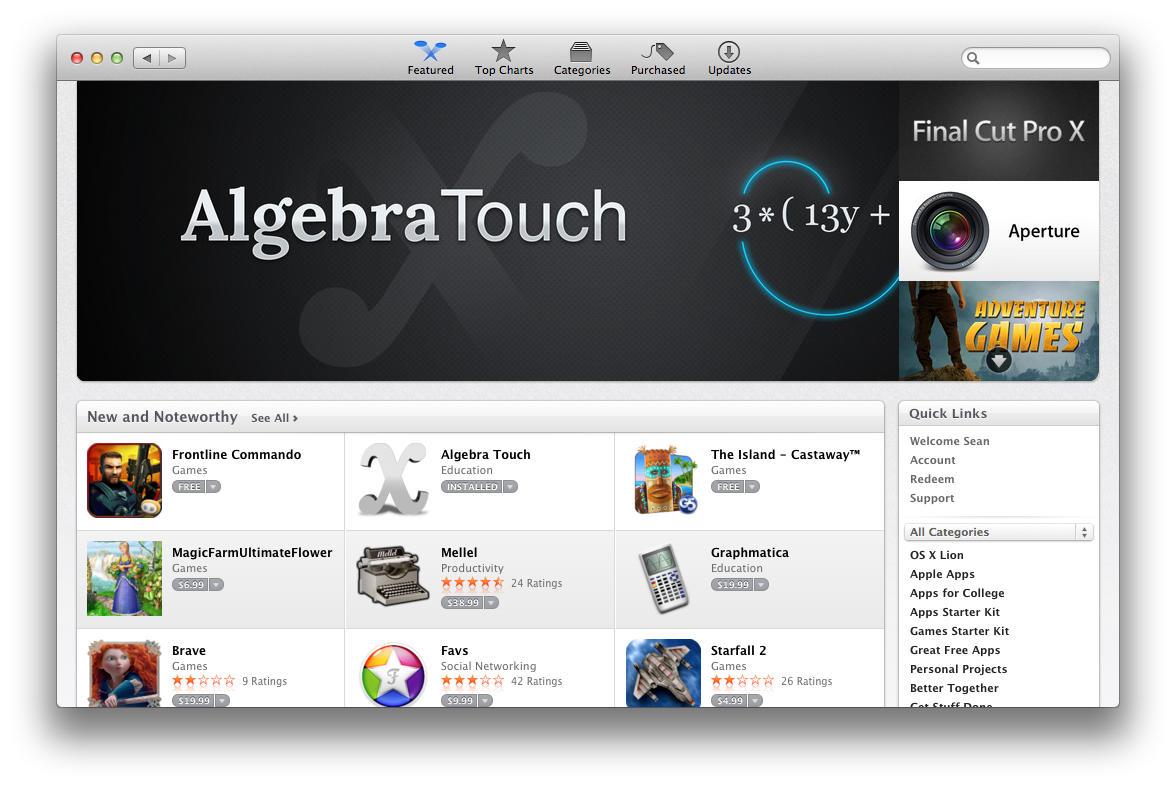 Featured
Top Charts
Categories
Purchased
Updates
AlgebraTouch
3*( 13y +
Final Cut Pro X
Aperture
ADVENTURE
GAMES
New and Noteworthy See All ›
Frontline Commando
Games
FREE
Algebra Touch
Education
INSTALLED
The Island - Castaway™
Games
FREE
G5
MagicFarmUltimateFlower
Games
$6.99
Mellel
Mellel
Productivity
24 Ratings
$38.99
Graphmatica
Education
$19.99
Brave
Games
9 Ratings
$19.99
Favs
Social Networking
42 Ratings
$9.99
Starfall 2
Games
26 Ratings
$4.99
Quick Links
Welcome Sean
Account
Redeem
Support
All Categories
OS X Lion
Apple Apps
Apps for College
Apps Starter Kit
Games Starter Kit
Great Free Apps
Personal Projects
Better Together
Get Stuff Done